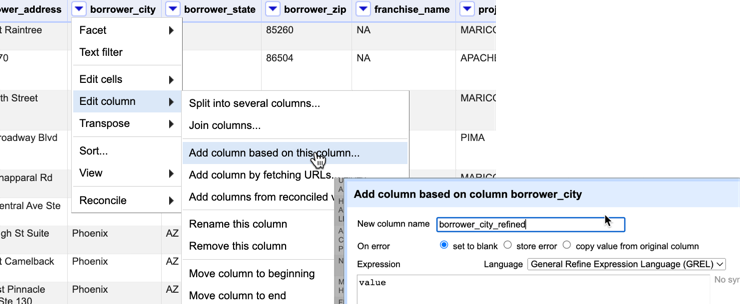 wer_address borrower_city borrower_state borrower_zip franchise_name proj
t Raintree Facet 85260 NA MARIC
Text filter
70 86504 NA APACH
Edit cells
th Street Edit column MARIC
Split into several columns...
Transpose Join columns...
roadway Blvd PIMA
Sort... Add column based on this column...
View Add column by fetching URLs.
happaral Rd MARIC
Reconcile Add columns from reconciled v
entral Ave Ste
Add column based on column borrower_city
Rename this column New column name borrower_city_refined
gh St Suite Phoenix AZ
Remove this column On error set to blank store error copy value from original column
t Camelback Phoenix AZ
Expression Language General Refine Expression Language (GREL)
Move column to beginning value No syn
st Pinnacle Phoenix AZ
Ste 130 Move column to end